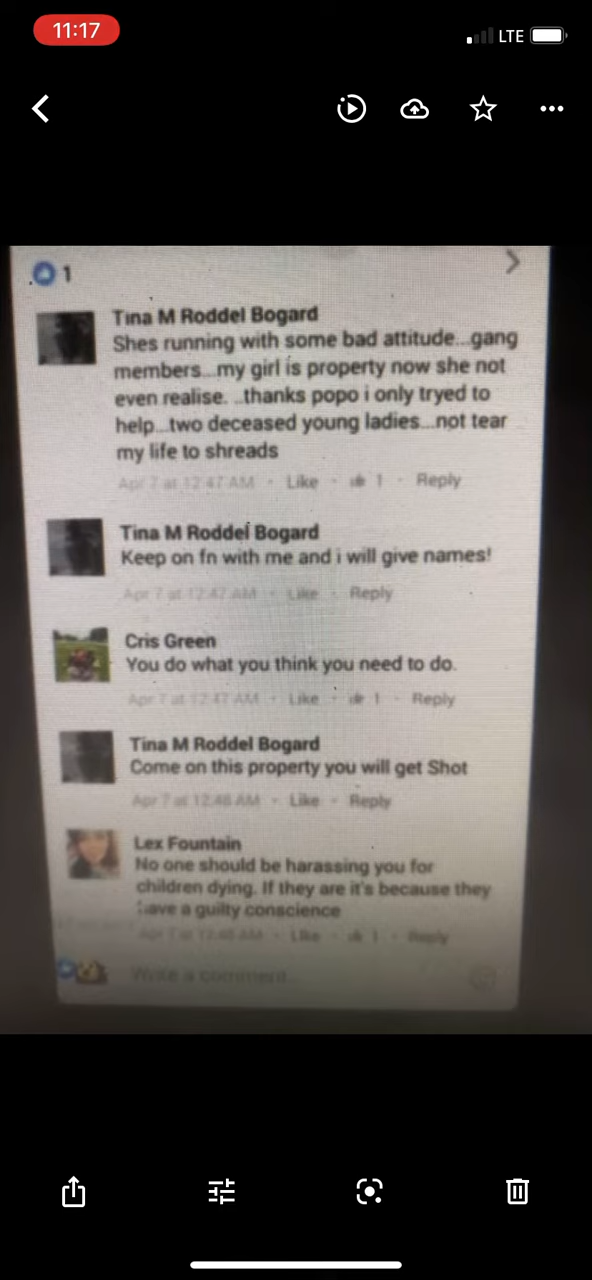 11:17
LTE
1
Tina M Roddel Bogard
Shes running with some bad attitude...gang
members...my girl is property now she not
even realise. ..thanks popo i only tryed to
help...two deceased young ladies...not tear
my life to shreads
Apr 7 at 12:47 AM · Like · 1 · Reply
Tina M Roddel Bogard
Keep on fn with me and i will give names!
Apr 7 at 12:47 AM · Like · Reply
Cris Green
You do what you think you need to do.
Apr 7 at 12:47 AM · Like · 1 · Reply
Tina M Roddel Bogard
Come on this property you will get Shot
Apr 7 at 12:48 AM · Like · Reply
Lex Fountain
No one should be harassing you for
children dying. If they are it's because they
have a guilty conscience
Apr 7 at 12:48 AM · Like · 1 · Reply
Write a comment...